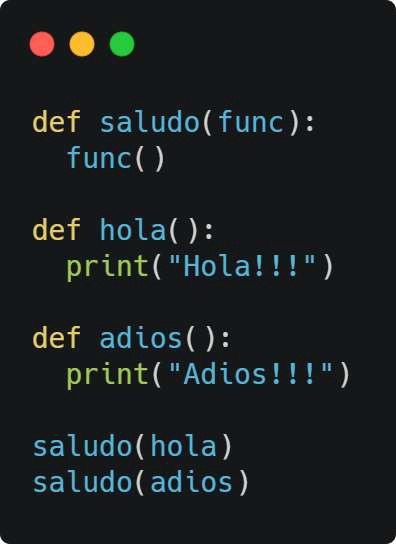 def saludo(func):
  func()

def hola():
  print("Hola!!!")

def adios():
  print("Adios!!!")

saludo(hola)
saludo(adios)